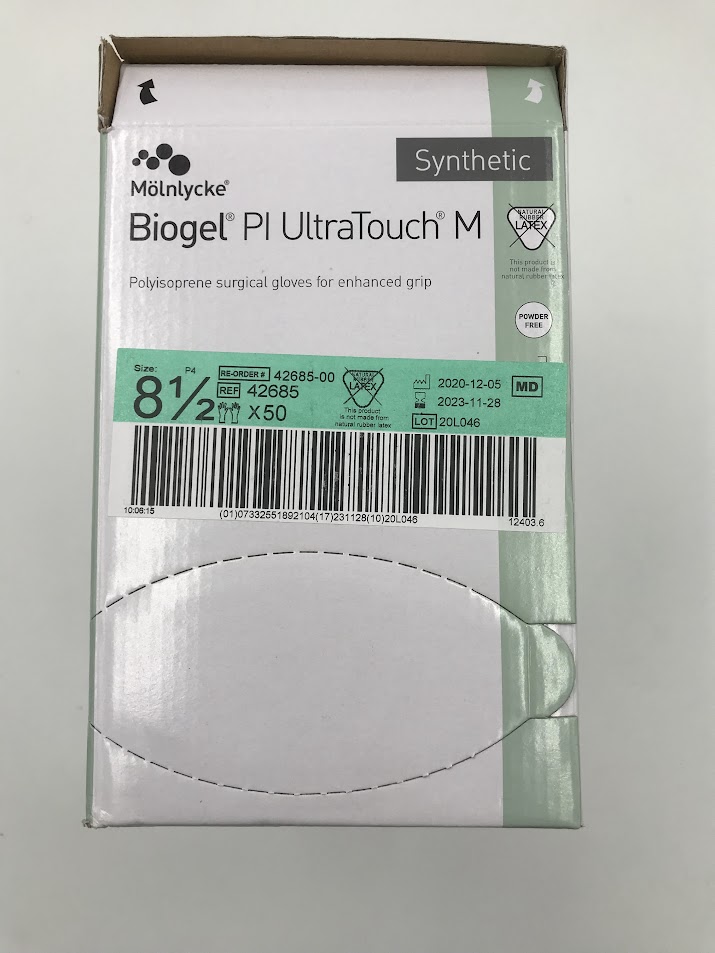 Synthetic
Mölnlycke®
Biogel® PI UltraTouch® M
NATURAL
RUBBER
LATEX
This product is
not made from
natural rubber latex
Polyisoprene surgical gloves for enhanced grip
POWDER
FREE
Size:
8½
P4
RE-ORDER # 42685-00
REF 42685
X50
NATURAL
RUBBER
LATEX
This product
is not made from
natural rubber latex
2020-12-05
2023-11-28
LOT 20L046
MD
10:06:15
(01)07332551892104(17)231128(10)20L046
12403.6